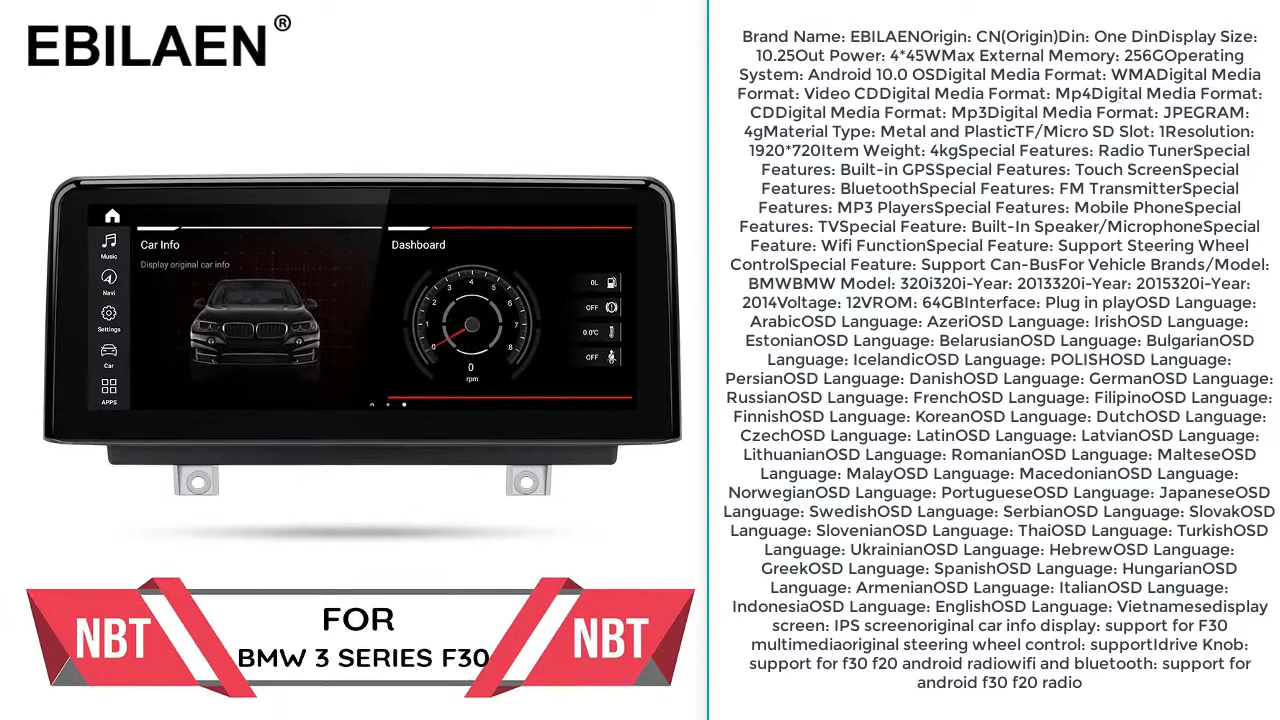 EBILAEN®
Car Info
Display original car info
Dashboard
Music
Navi
Settings
Car
APPS
0 1 2 3 4 5 6 7 8
0
rpm
0L
OFF
0.0℃
OFF
NBT
FOR
BMW 3 SERIES F30
NBT
Brand Name: EBILAENOrigin: CN(Origin)Din: One DinDisplay Size:
10.25Out Power: 4*45WMax External Memory: 256GOperating
System: Android 10.0 OSDigital Media Format: WMADigital Media
Format: Video CDDigital Media Format: Mp4Digital Media Format:
CDDigital Media Format: Mp3Digital Media Format: JPEGRAM:
4gMaterial Type: Metal and PlasticTF/Micro SD Slot: 1Resolution:
1920*720Item Weight: 4kgSpecial Features: Radio TunerSpecial
Features: Built-in GPSSpecial Features: Touch ScreenSpecial
Features: BluetoothSpecial Features: FM TransmitterSpecial
Features: MP3 PlayersSpecial Features: Mobile PhoneSpecial
Features: TVSpecial Feature: Built-In Speaker/MicrophoneSpecial
Feature: Wifi FunctionSpecial Feature: Support Steering Wheel
ControlSpecial Feature: Support Can-BusFor Vehicle Brands/Model:
BMWBMW Model: 320i320i-Year: 2013320i-Year: 2015320i-Year:
2014Voltage: 12VROM: 64GBInterface: Plug in playOSD Language:
ArabicOSD Language: AzeriOSD Language: IrishOSD Language:
EstonianOSD Language: BelarusianOSD Language: BulgarianOSD
Language: IcelandicOSD Language: POLISHOSD Language:
PersianOSD Language: DanishOSD Language: GermanOSD Language:
RussianOSD Language: FrenchOSD Language: FilipinoOSD Language:
FinnishOSD Language: KoreanOSD Language: DutchOSD Language:
CzechOSD Language: LatinOSD Language: LatvianOSD Language:
LithuanianOSD Language: RomanianOSD Language: MalteseOSD
Language: MalayOSD Language: MacedonianOSD Language:
NorwegianOSD Language: PortugueseOSD Language: JapaneseOSD
Language: SwedishOSD Language: SerbianOSD Language: SlovakOSD
Language: SlovenianOSD Language: ThaiOSD Language: TurkishOSD
Language: UkrainianOSD Language: HebrewOSD Language:
GreekOSD Language: SpanishOSD Language: HungarianOSD
Language: ArmenianOSD Language: ItalianOSD Language:
IndonesiaOSD Language: EnglishOSD Language: Vietnamesedisplay
screen: IPS screenoriginal car info display: support for F30
multimediaoriginal steering wheel control: supportIdrive Knob:
support for f30 f20 android radiowifi and bluetooth: support for
android f30 f20 radio